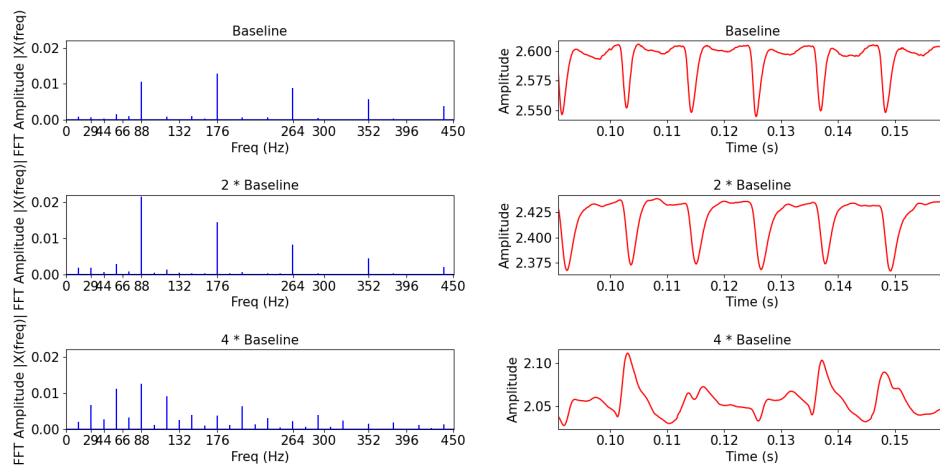 Baseline
0.02
0.01
0.00
0 29 44 66 88 132 176 264 300 352 396 450
Freq (Hz)
FFT Amplitude |X(freq)|
Baseline
2.600
2.575
2.550
0.10 0.11 0.12 0.13 0.14 0.15
Time (s)
Amplitude
2 * Baseline
0.02
0.01
0.00
0 29 44 66 88 132 176 264 300 352 396 450
Freq (Hz)
FFT Amplitude |X(freq)|
2 * Baseline
2.425
2.400
2.375
0.10 0.11 0.12 0.13 0.14 0.15
Time (s)
Amplitude
4 * Baseline
0.02
0.01
0.00
0 29 44 66 88 132 176 264 300 352 396 450
Freq (Hz)
FFT Amplitude |X(freq)|
4 * Baseline
2.10
2.05
0.10 0.11 0.12 0.13 0.14 0.15
Time (s)
Amplitude